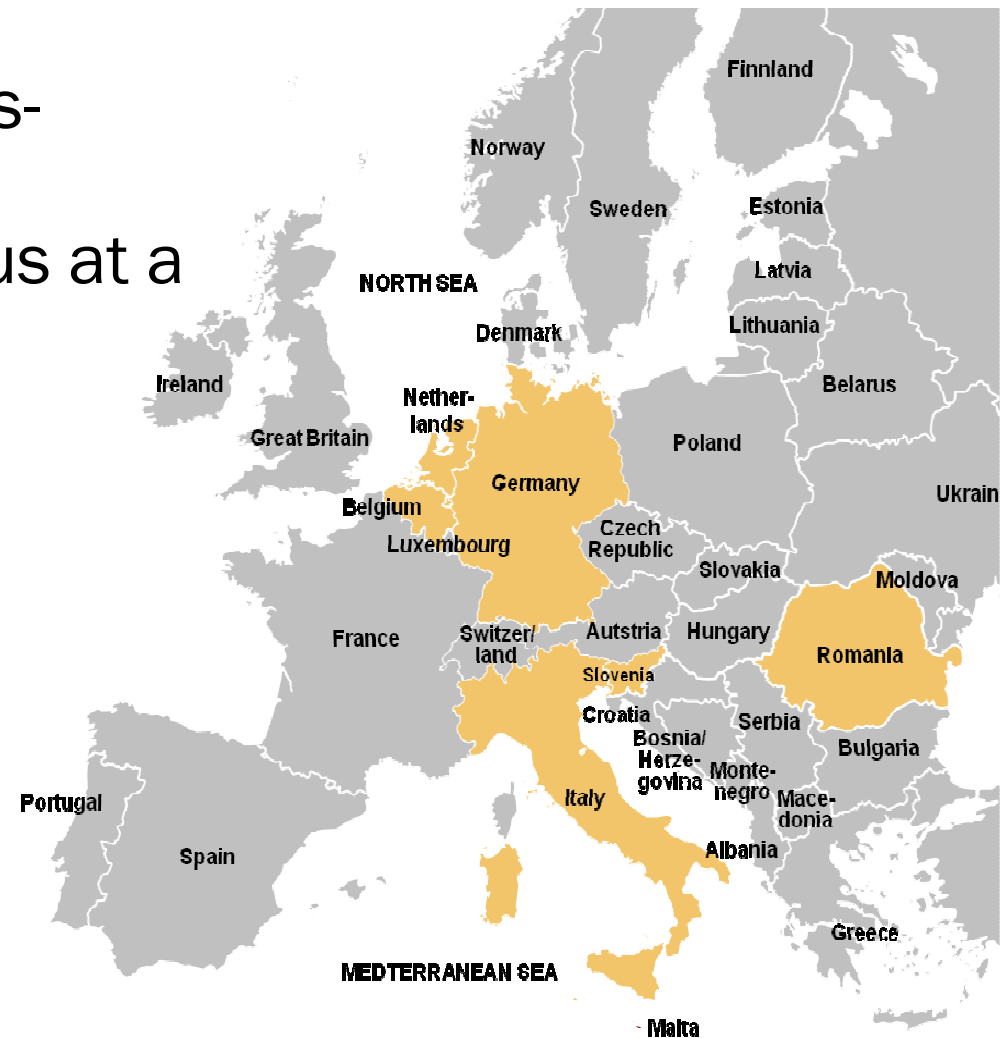 s-
us at a
Finnland
Norway
Sweden
Estonia
NORTH SEA
Latvia
Lithuania
Denmark
Ireland
Belarus
Nether-
lands
Great Britain
Poland
Germany
Ukrain
Belgium
Czech
Republic
Luxembourg
Slovakia
Moldova
France
Switzer/
land
Autstria
Hungary
Romania
Slovenia
Croatia
Serbia
Bosnia/
Herze-
govina
Bulgaria
Monte-
negro
Italy
Mace-
donia
Portugal
Albania
Spain
Greece
MEDTERRANEAN SEA
Malta